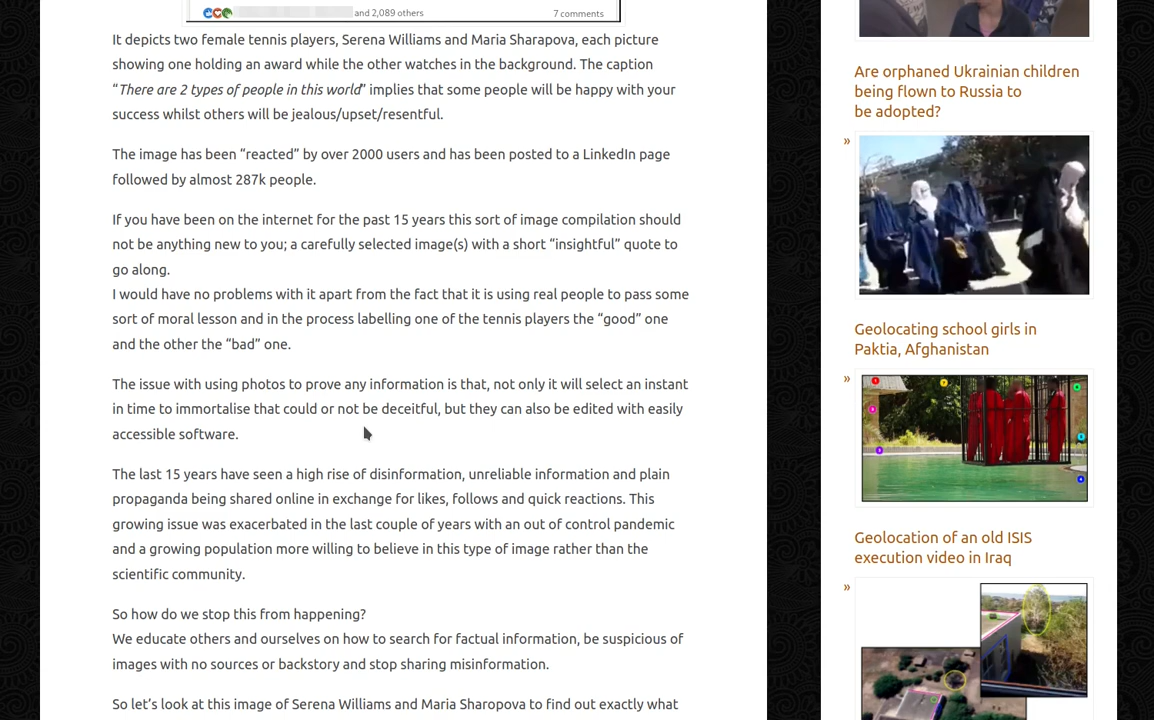 and 2,089 others
7 comments
It depicts two female tennis players, Serena Williams and Maria Sharapova, each picture
showing one holding an award while the other watches in the background. The caption
“There are 2 types of people in this world” implies that some people will be happy with your
success whilst others will be jealous/upset/resentful.
The image has been “reacted” by over 2000 users and has been posted to a LinkedIn page
followed by almost 287k people.
If you have been on the internet for the past 15 years this sort of image compilation should
not be anything new to you; a carefully selected image(s) with a short “insightful” quote to
go along.
I would have no problems with it apart from the fact that it is using real people to pass some
sort of moral lesson and in the process labelling one of the tennis players the “good” one
and the other the “bad” one.
The issue with using photos to prove any information is that, not only it will select an instant
in time to immortalise that could or not be deceitful, but they can also be edited with easily
accessible software.
The last 15 years have seen a high rise of disinformation, unreliable information and plain
propaganda being shared online in exchange for likes, follows and quick reactions. This
growing issue was exacerbated in the last couple of years with an out of control pandemic
and a growing population more willing to believe in this type of image rather than the
scientific community.
So how do we stop this from happening?
We educate others and ourselves on how to search for factual information, be suspicious of
images with no sources or backstory and stop sharing misinformation.
So let’s look at this image of Serena Williams and Maria Sharopova to find out exactly what
Are orphaned Ukrainian children
being flown to Russia to
be adopted?
»
Geolocating school girls in
Paktia, Afghanistan
»
Geolocation of an old ISIS
execution video in Iraq
»